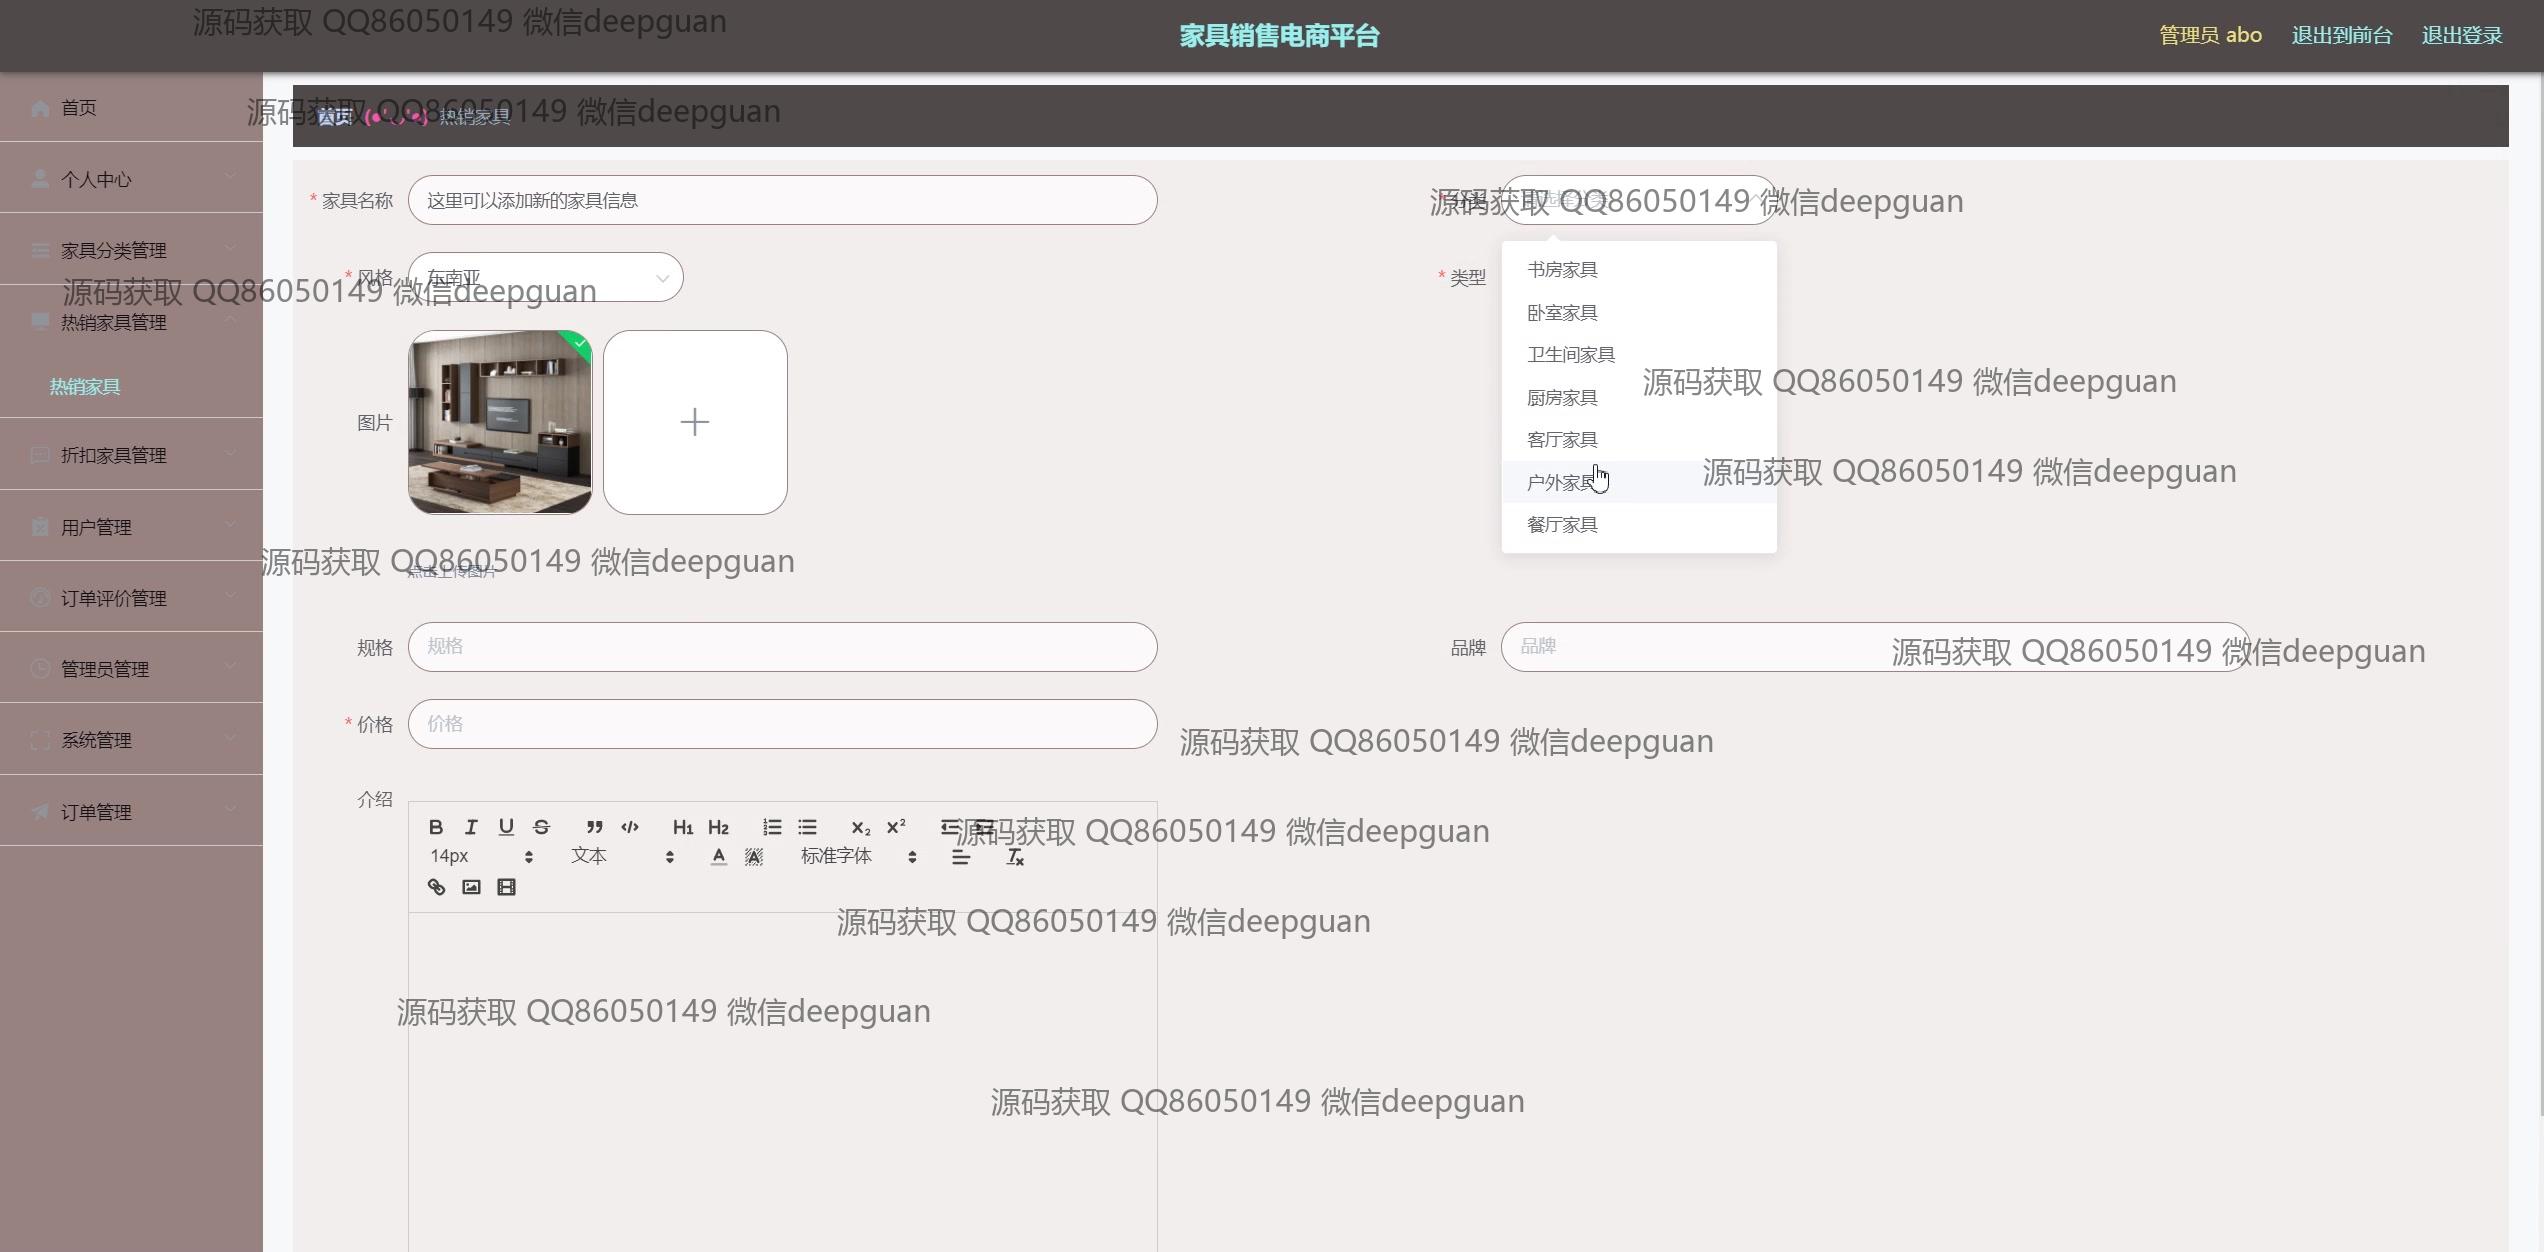 源码获取 QQ86050149 微信deepguan
家具销售电商平台
管理员 abo
退出到前台
退出登录
首页
源码获取 QQ86050149 微信deepguan
首页 热销家具
个人中心
家具分类管理
热销家具管理
热销家具
折扣家具管理
用户管理
订单评价管理
管理员管理
系统管理
订单管理
* 家具名称 这里可以添加新的家具信息
* 分类 请选择分类
源码获取 QQ86050149 微信deepguan
* 风格 东南亚
源码获取 QQ86050149 微信deepguan
* 类型
书房家具
卧室家具
卫生间家具
厨房家具
客厅家具
户外家具
餐厅家具
源码获取 QQ86050149 微信deepguan
源码获取 QQ86050149 微信deepguan
图片
点击上传图片
源码获取 QQ86050149 微信deepguan
规格 规格
品牌 品牌
源码获取 QQ86050149 微信deepguan
* 价格 价格
源码获取 QQ86050149 微信deepguan
介绍
B I U S H1 H2 x₂ x²
源码获取 QQ86050149 微信deepguan
14px 文本 A A 标准字体
源码获取 QQ86050149 微信deepguan
源码获取 QQ86050149 微信deepguan
源码获取 QQ86050149 微信deepguan